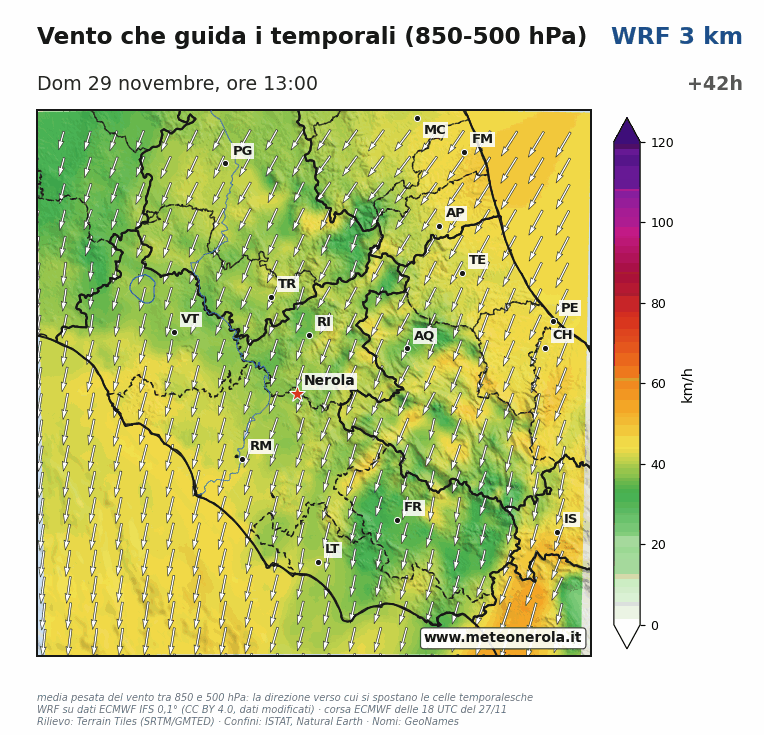 Vento che guida i temporali (850-500 hPa) WRF 3 km
Dom 29 novembre, ore 13:00 +42h
MC
FM
PG
AP
TE
TR
PE
VT
RI
AQ
CH
Nerola
RM
FR
IS
LT
www.meteonerola.it
120
100
80
60
40
20
0
km/h
media pesata del vento tra 850 e 500 hPa: la direzione verso cui si spostano le celle temporalesche
WRF su dati ECMWF IFS 0,1° (CC BY 4.0, dati modificati) · corsa ECMWF delle 18 UTC del 27/11
Rilievo: Terrain Tiles (SRTM/GMTED) · Confini: ISTAT, Natural Earth · Nomi: GeoNames